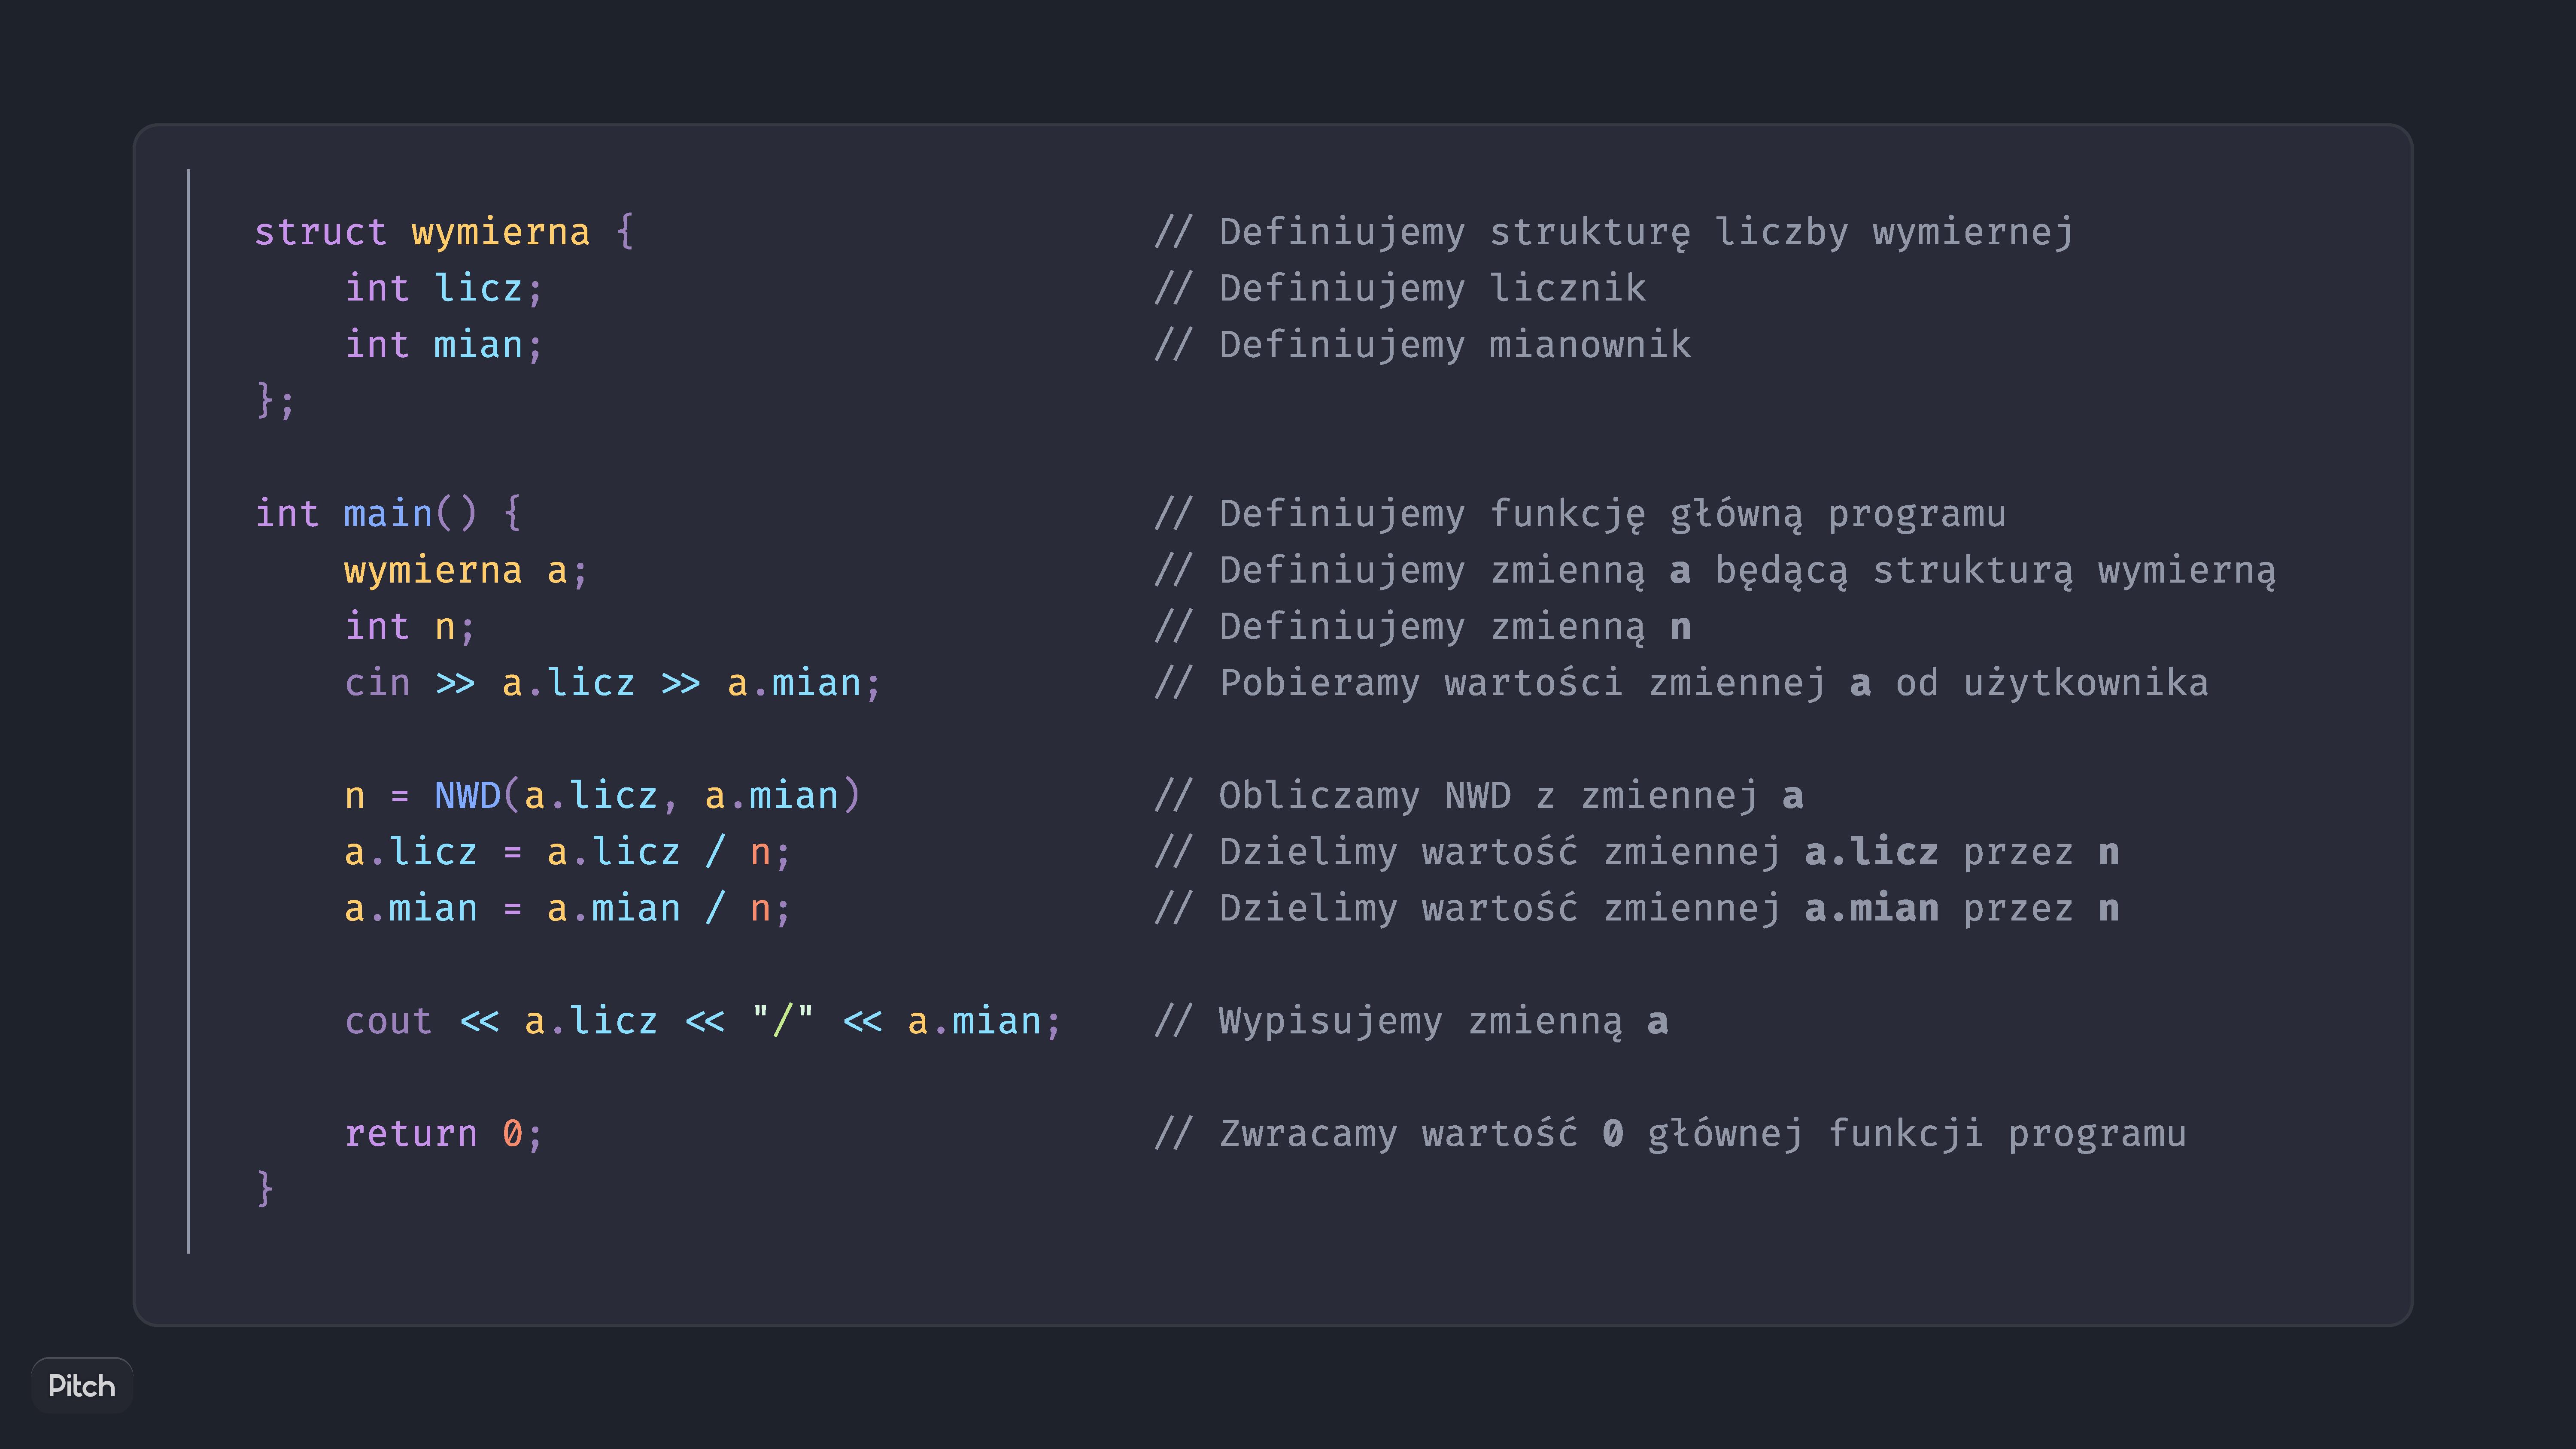 struct wymierna { // Definiujemy strukturę liczby wymiernej
int licz; // Definiujemy licznik
int mian; // Definiujemy mianownik
};
int main() { // Definiujemy funkcję główną programu
wymierna a; // Definiujemy zmienną a będącą strukturą wymierną
int n; // Definiujemy zmienną n
cin >> a.licz >> a.mian; // Pobieramy wartości zmiennej a od użytkownika
n = NWD(a.licz, a.mian) // Obliczamy NWD z zmiennej a
a.licz = a.licz / n; // Dzielimy wartość zmiennej a.licz przez n
a.mian = a.mian / n; // Dzielimy wartość zmiennej a.mian przez n
cout << a.licz << "/" << a.mian; // Wypisujemy zmienną a
return 0; // Zwracamy wartość 0 głównej funkcji programu
}
Pitch